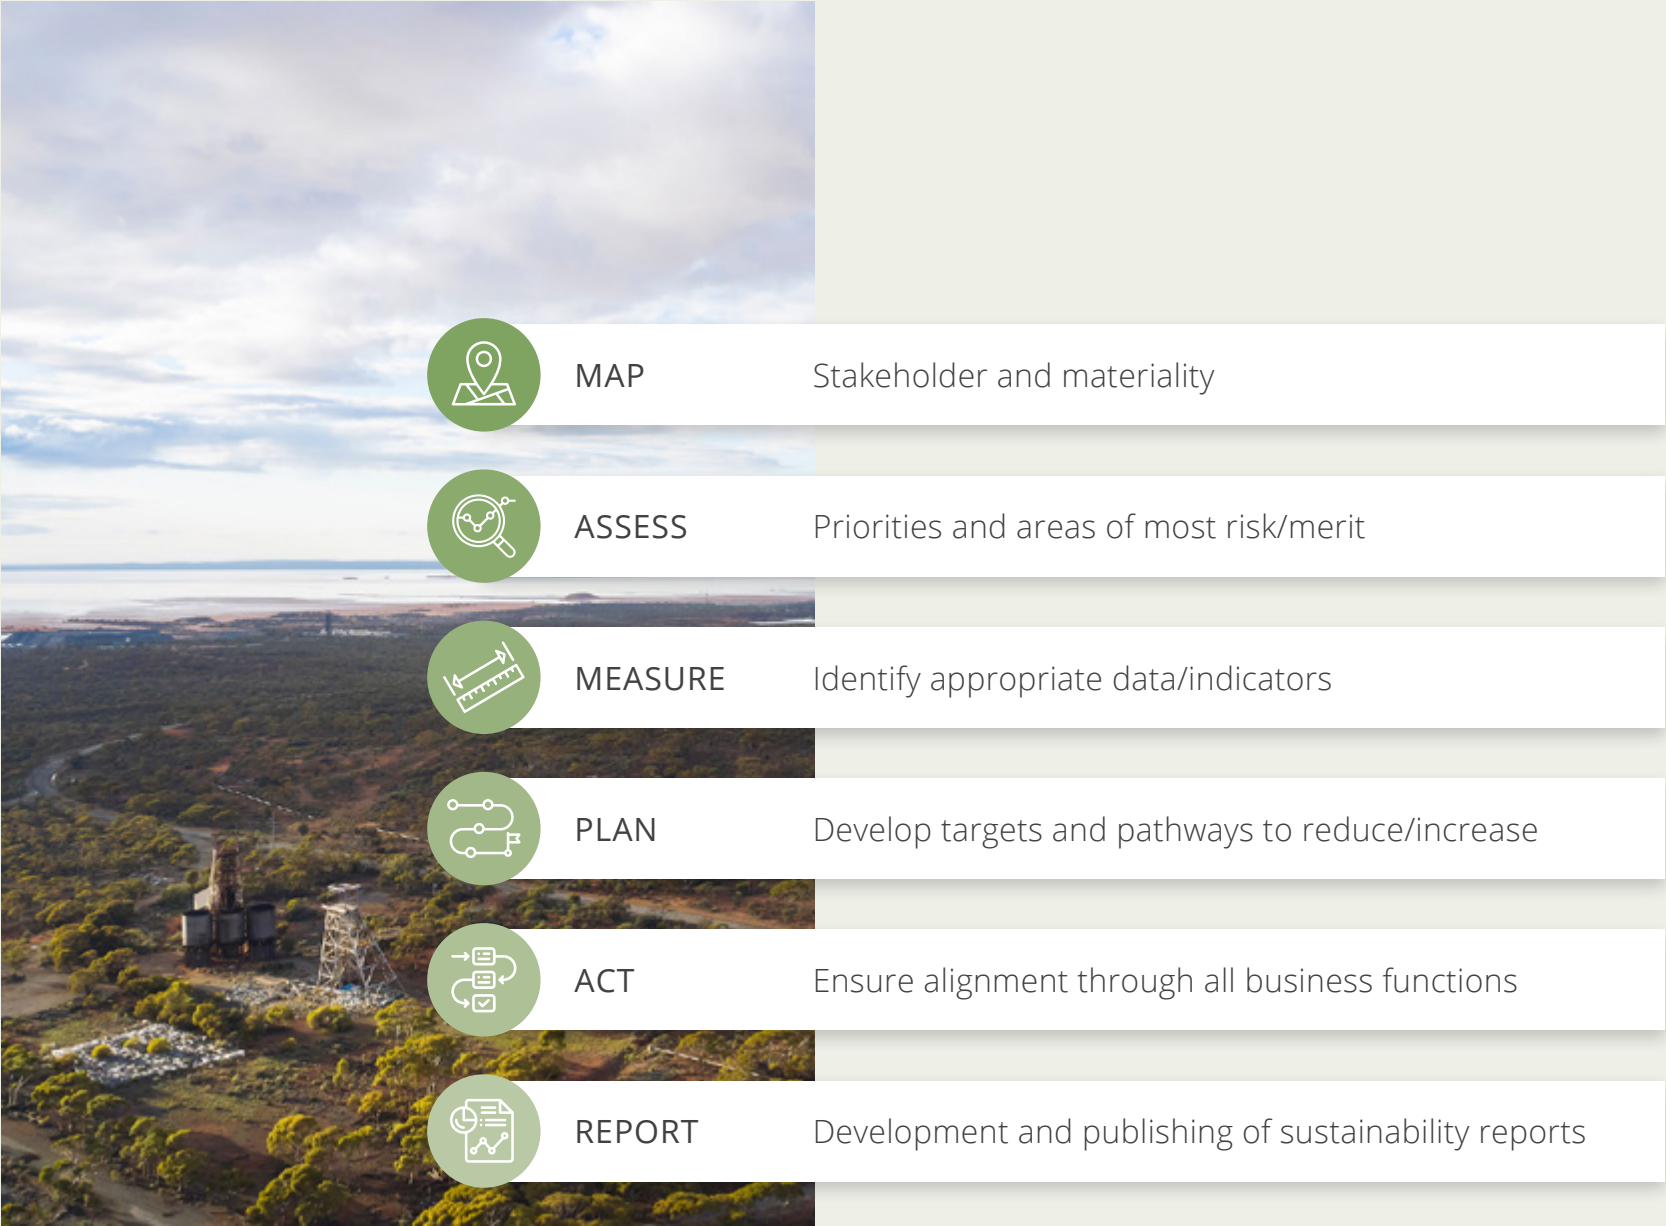 MAP Stakeholder and materiality
ASSESS Priorities and areas of most risk/merit
MEASURE Identify appropriate data/indicators
PLAN Develop targets and pathways to reduce/increase
ACT Ensure alignment through all business functions
REPORT Development and publishing of sustainability reports